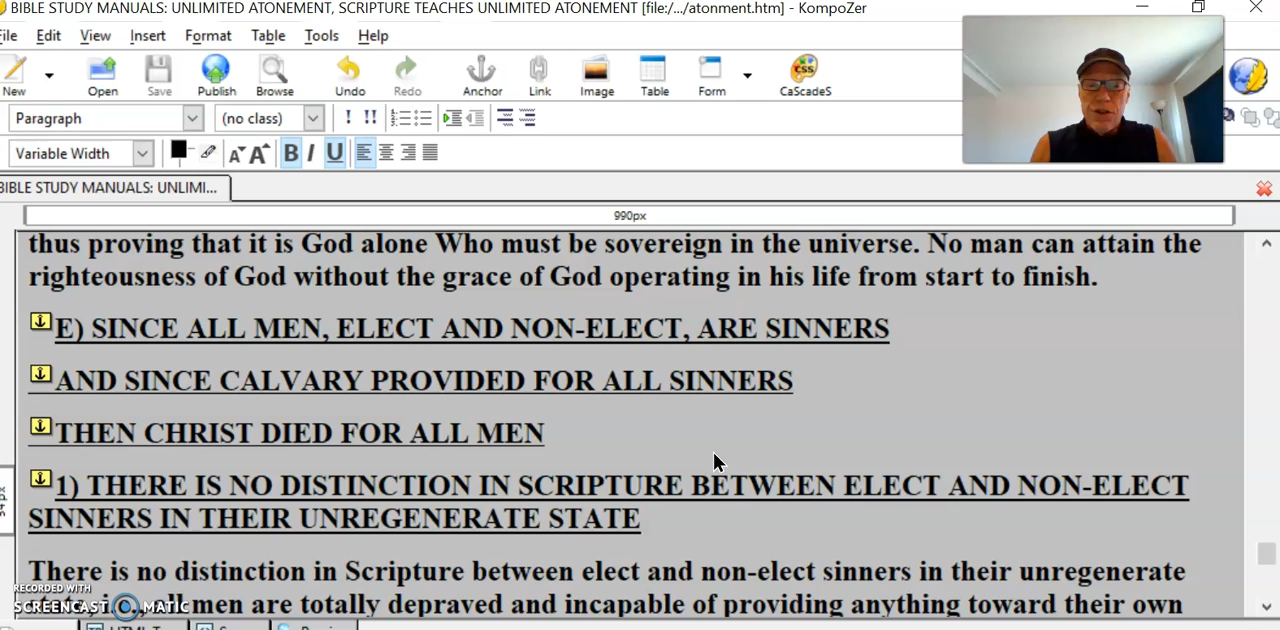 BIBLE STUDY MANUALS: UNLIMITED ATONEMENT, SCRIPTURE TEACHES UNLIMITED ATONEMENT [file:/.../atonment.htm] - KompoZer
File Edit View Insert Format Table Tools Help
New Open Save Publish Browse Undo Redo Anchor Link Image Table Form CaScadeS
Paragraph (no class) ! !!
Variable Width A A B I U
BIBLE STUDY MANUALS: UNLIMI...
990px
thus proving that it is God alone Who must be sovereign in the universe. No man can attain the
righteousness of God without the grace of God operating in his life from start to finish.
E) SINCE ALL MEN, ELECT AND NON-ELECT, ARE SINNERS
AND SINCE CALVARY PROVIDED FOR ALL SINNERS
THEN CHRIST DIED FOR ALL MEN
1) THERE IS NO DISTINCTION IN SCRIPTURE BETWEEN ELECT AND NON-ELECT
SINNERS IN THEIR UNREGENERATE STATE
There is no distinction in Scripture between elect and non-elect sinners in their unregenerate
all men are totally depraved and incapable of providing anything toward their own
RECORDED WITH
SCREENCAST MATIC